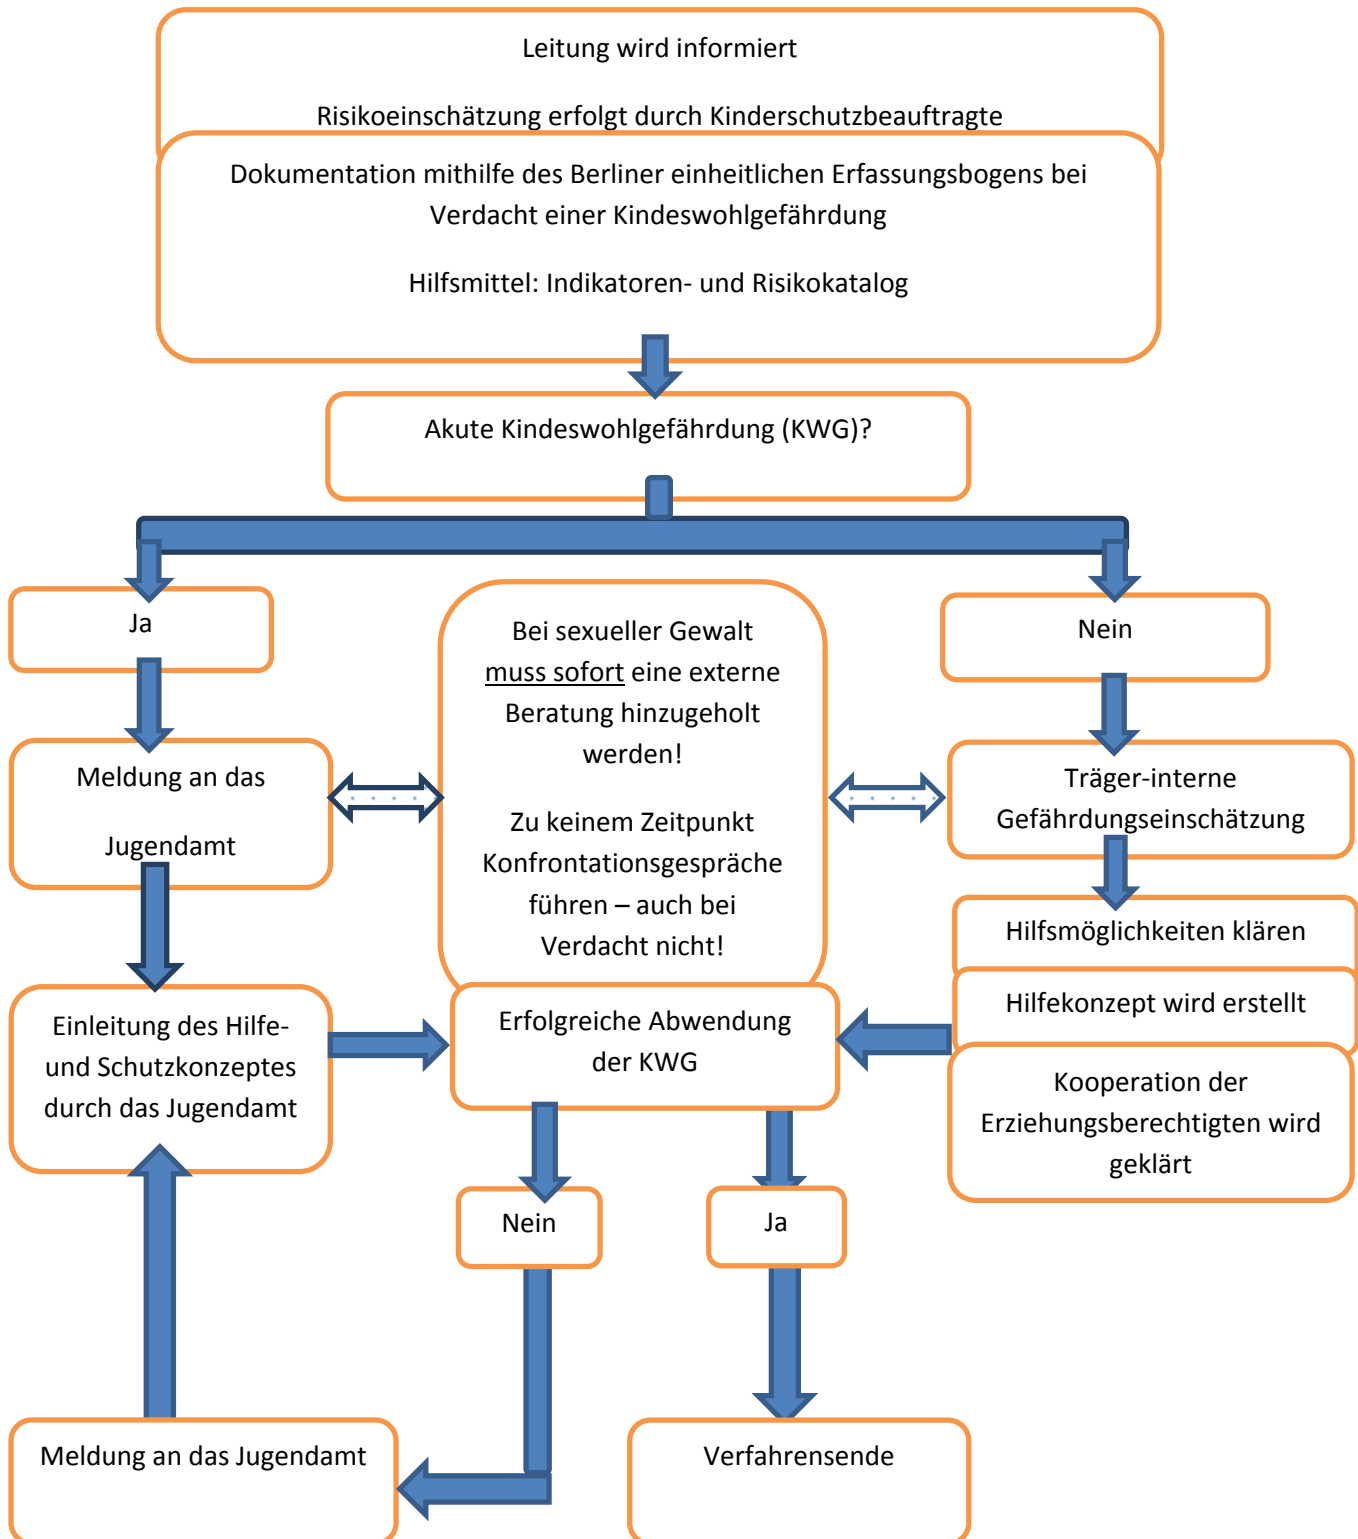 Leitung wird informiert
Risikoeinschätzung erfolgt durch Kinderschutzbeauftragte
Dokumentation mithilfe des Berliner einheitlichen Erfassungsbogens bei
Verdacht einer Kindeswohlgefährdung
Hilfsmittel: Indikatoren- und Risikokatalog
Akute Kindeswohlgefährdung (KWG)?
Ja
Nein
Bei sexueller Gewalt
muss sofort eine externe
Beratung hinzugeholt
werden!
Zu keinem Zeitpunkt
Konfrontationsgespräche
führen – auch bei
Verdacht nicht!
Meldung an das
Jugendamt
Träger-interne
Gefährdungseinschätzung
Hilfsmöglichkeiten klären
Hilfekonzept wird erstellt
Kooperation der
Erziehungsberechtigten wird
geklärt
Einleitung des Hilfe-
und Schutzkonzeptes
durch das Jugendamt
Erfolgreiche Abwendung
der KWG
Nein
Ja
Meldung an das Jugendamt
Verfahrensende